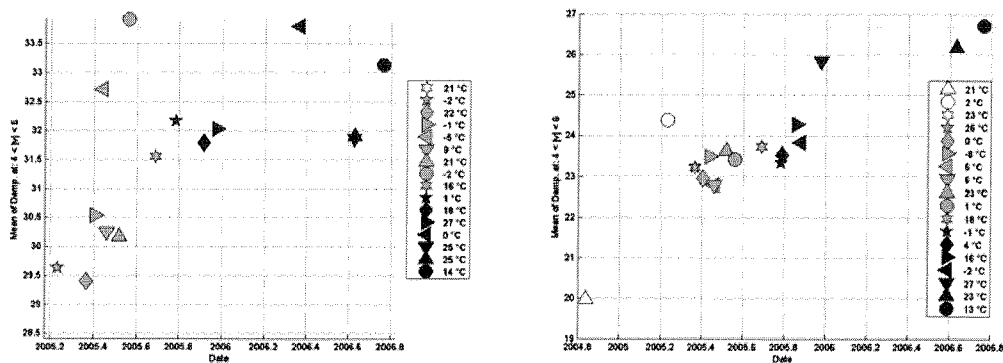 33.5
33
32.5
32
31.5
31
30.5
30
29.5
29
28.5
2005.2 2005.4 2005.6 2005.8 2006 2006.2 2006.4 2006.6 2006.8
Date
Mean of Damp. at: 4 < |v| < 6
21 °C
-2 °C
22 °C
-1 °C
-5 °C
9 °C
21 °C
-2 °C
16 °C
1 °C
18 °C
27 °C
0 °C
25 °C
25 °C
14 °C
27
26
25
24
23
22
21
20
19
2004.8 2005 2005.2 2005.4 2005.6 2005.8 2006 2006.2 2006.4 2006.6 2006.8
Date
Mean of Damp. at: 4 < |v| < 6
21 °C
2 °C
23 °C
26 °C
0 °C
5 °C
23 °C
1 °C
18 °C
-1 °C
4 °C
16 °C
-2 °C
27 °C
23 °C
13 °C